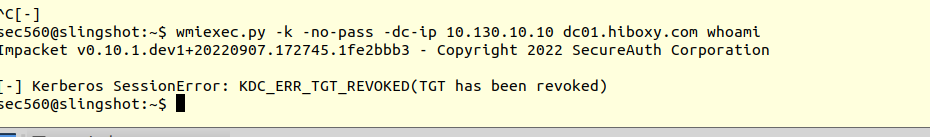 ^C[-]
sec560@slingshot:~$ wmiexec.py -k -no-pass -dc-ip 10.130.10.10 dc01.hiboxy.com whoami
Impacket v0.10.1.dev1+20220907.172745.1fe2bbb3 - Copyright 2022 SecureAuth Corporation
[-] Kerberos SessionError: KDC_ERR_TGT_REVOKED(TGT has been revoked)
sec560@slingshot:~$